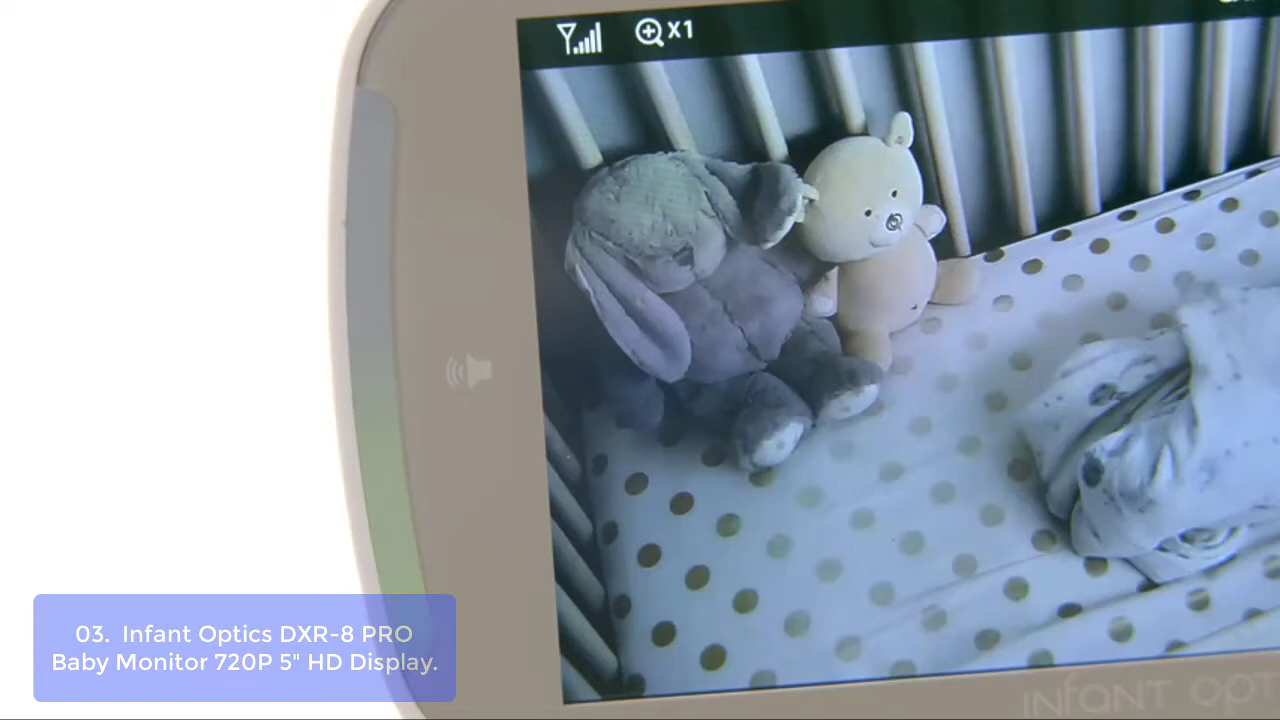 X1
03. Infant Optics DXR-8 PRO
Baby Monitor 720P 5" HD Display.
INFANT OPT